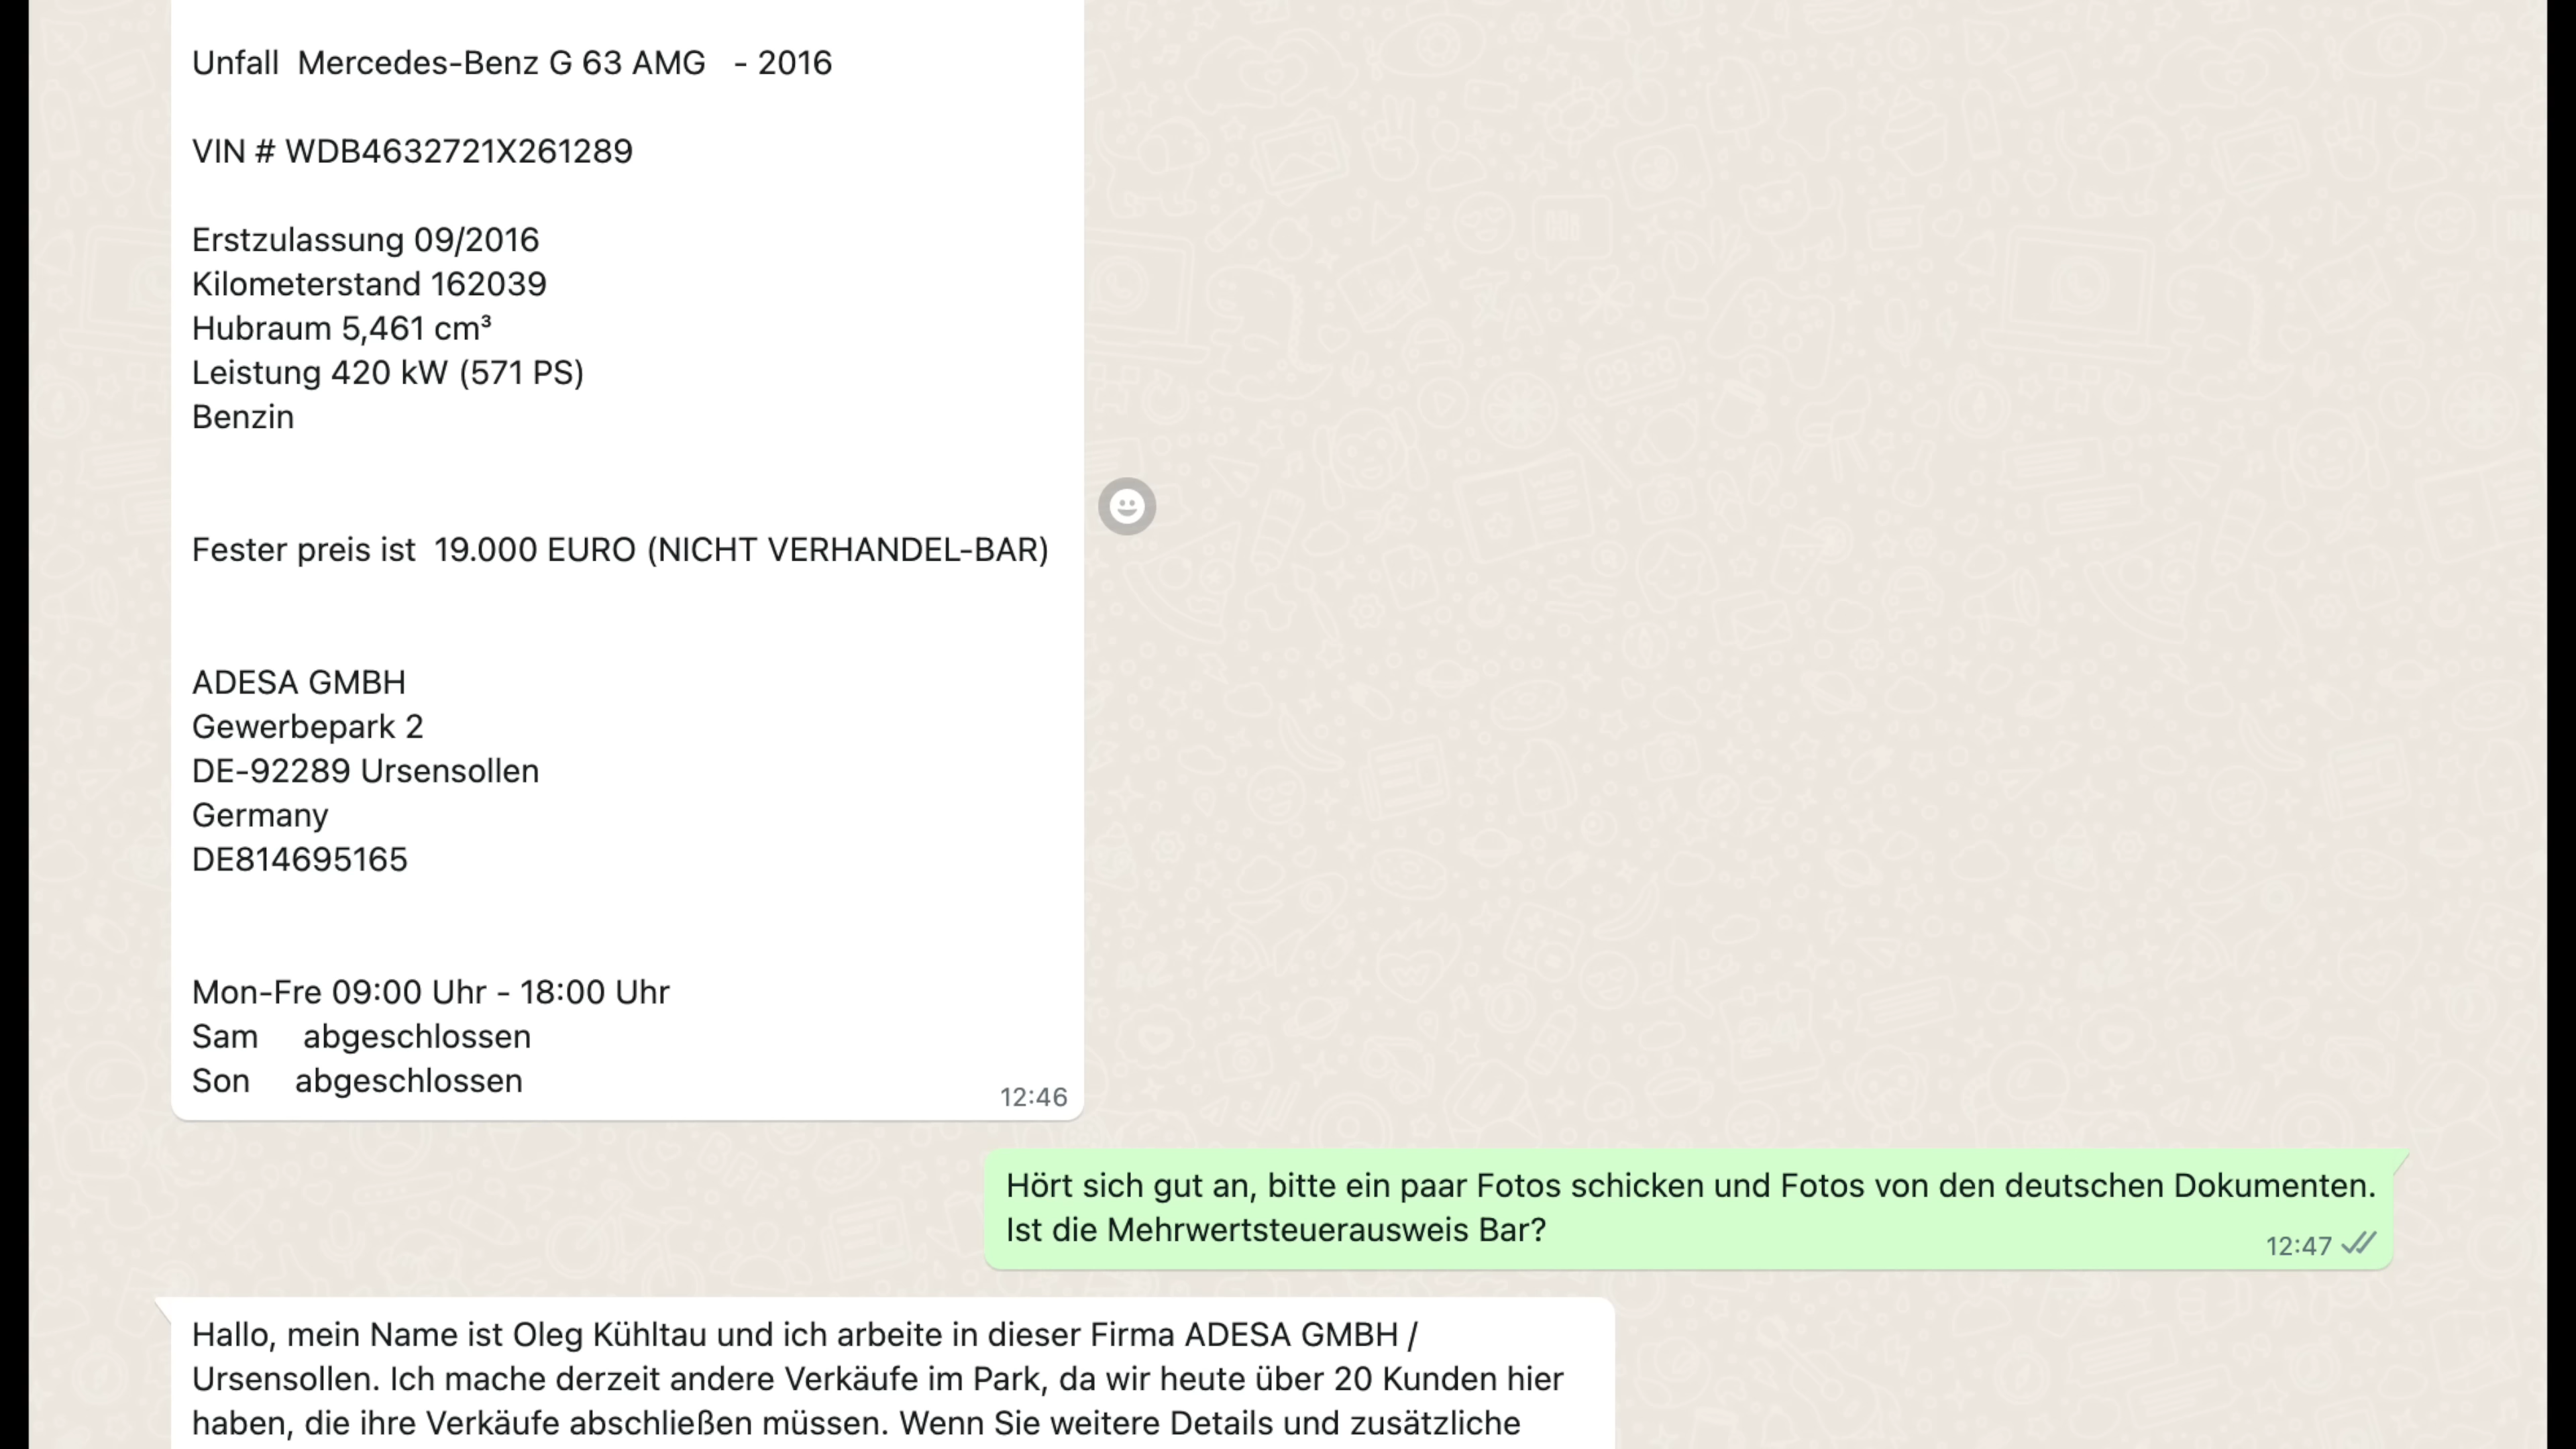 Unfall  Mercedes-Benz G 63 AMG   - 2016
VIN # WDB4632721X261289
Erstzulassung 09/2016
Kilometerstand 162039
Hubraum 5,461 cm³
Leistung 420 kW (571 PS)
Benzin
Fester preis ist  19.000 EURO (NICHT VERHANDEL-BAR)
ADESA GMBH
Gewerbepark 2
DE-92289 Ursensollen
Germany
DE814695165
Mon-Fre 09:00 Uhr - 18:00 Uhr
Sam     abgeschlossen
Son     abgeschlossen
12:46
Hört sich gut an, bitte ein paar Fotos schicken und Fotos von den deutschen Dokumenten.
Ist die Mehrwertsteuerausweis Bar?
12:47
Hallo, mein Name ist Oleg Kühltau und ich arbeite in dieser Firma ADESA GMBH /
Ursensollen. Ich mache derzeit andere Verkäufe im Park, da wir heute über 20 Kunden hier
haben, die ihre Verkäufe abschließen müssen. Wenn Sie weitere Details und zusätzliche